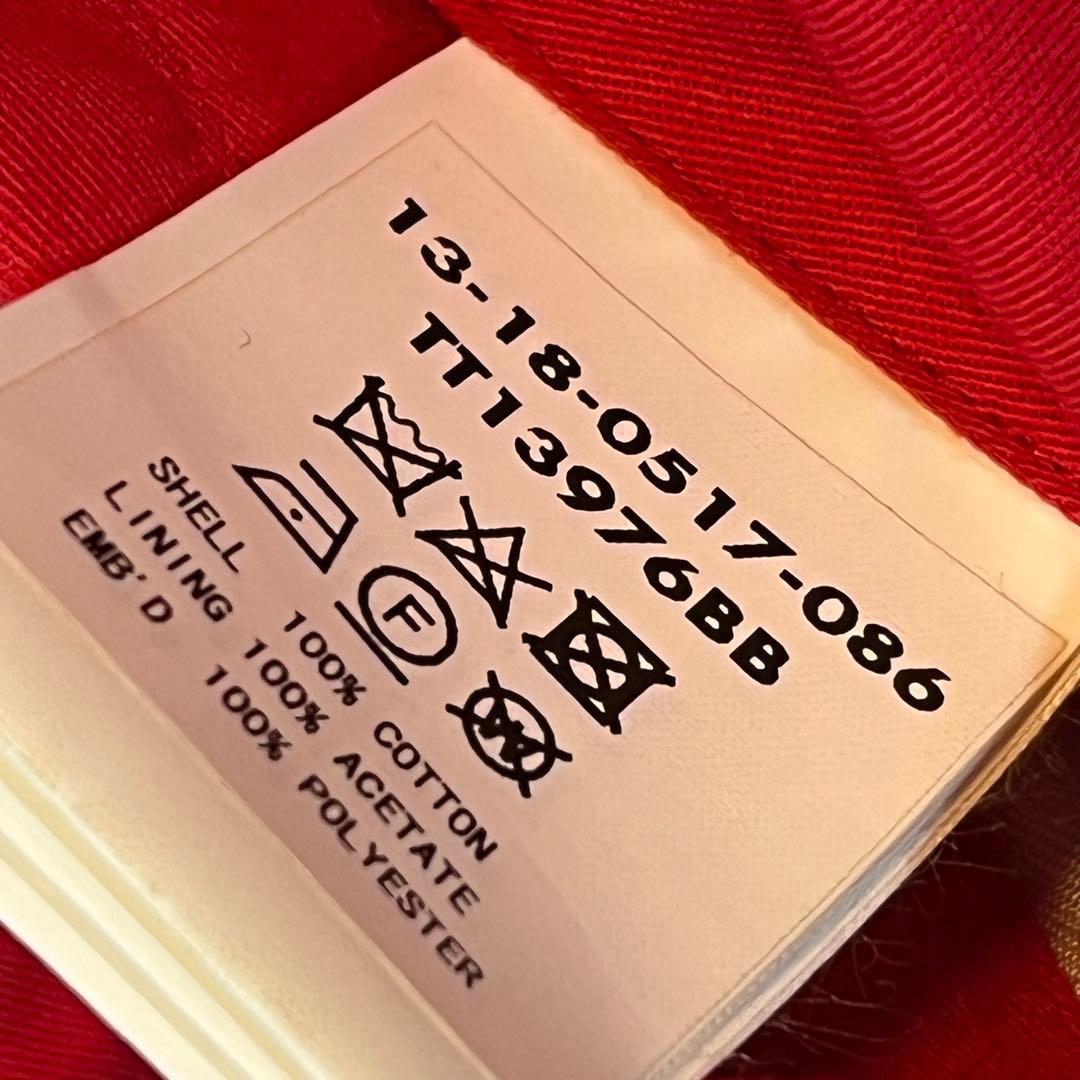 13-18-0517-086
TT13976BB
F
W
SHELL 100% COTTON
LINING 100% ACETATE
EMB'D 100% POLYESTER